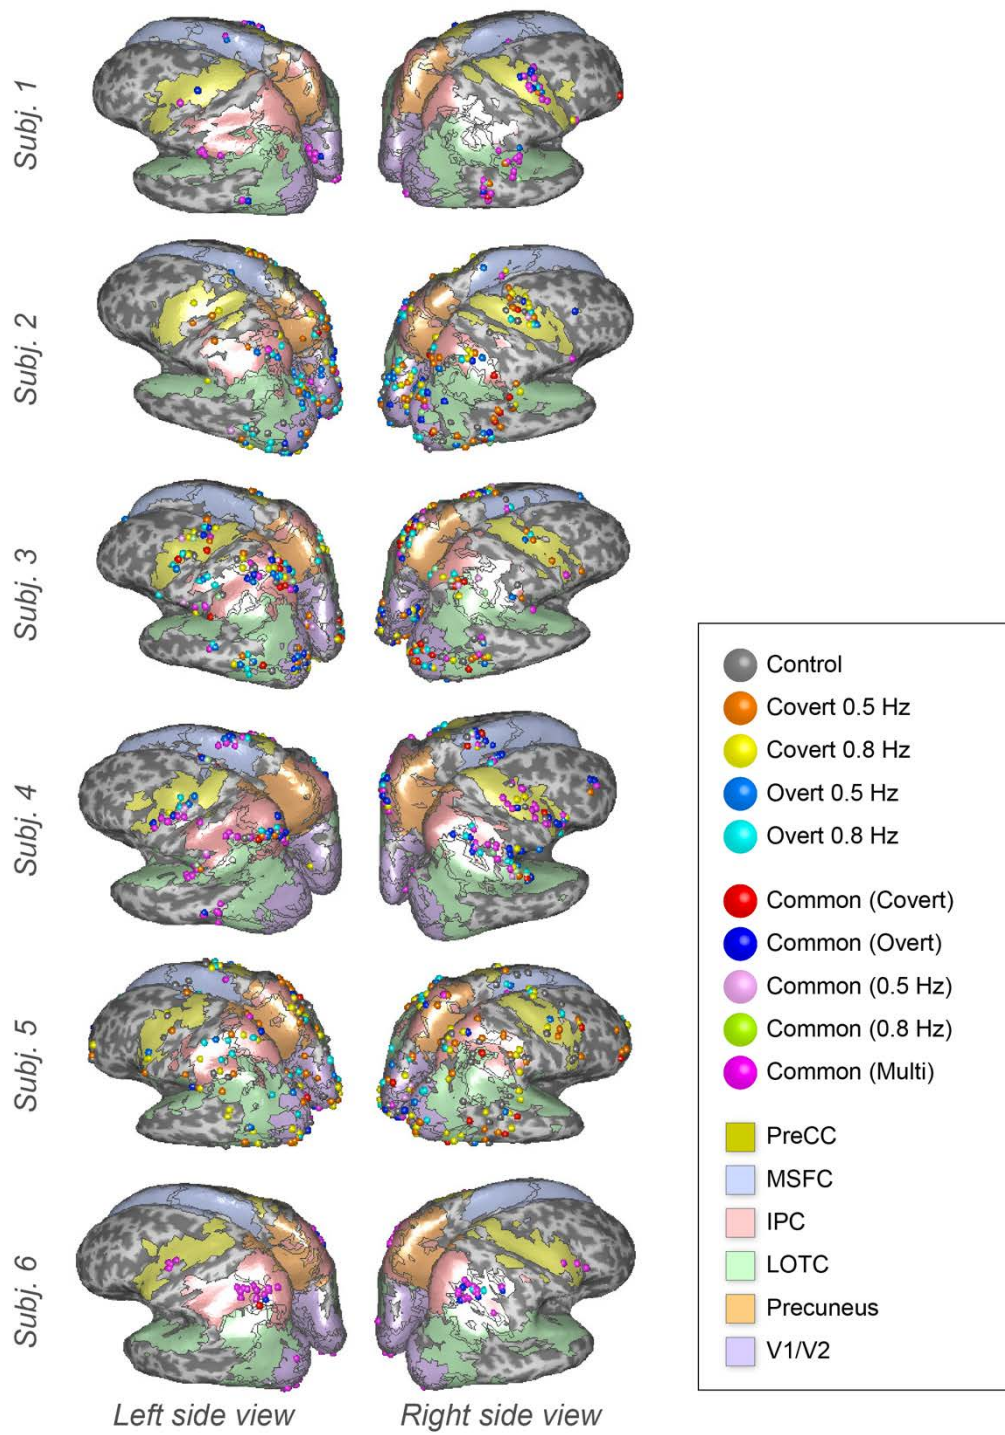 Subj. 1
Subj. 2
Subj. 3
Subj. 4
Subj. 5
Subj. 6
Left side view
Right side view
Control
Covert 0.5 Hz
Covert 0.8 Hz
Overt 0.5 Hz
Overt 0.8 Hz
Common (Covert)
Common (Overt)
Common (0.5 Hz)
Common (0.8 Hz)
Common (Multi)
PreCC
MSFC
IPC
LOTC
Precuneus
V1/V2